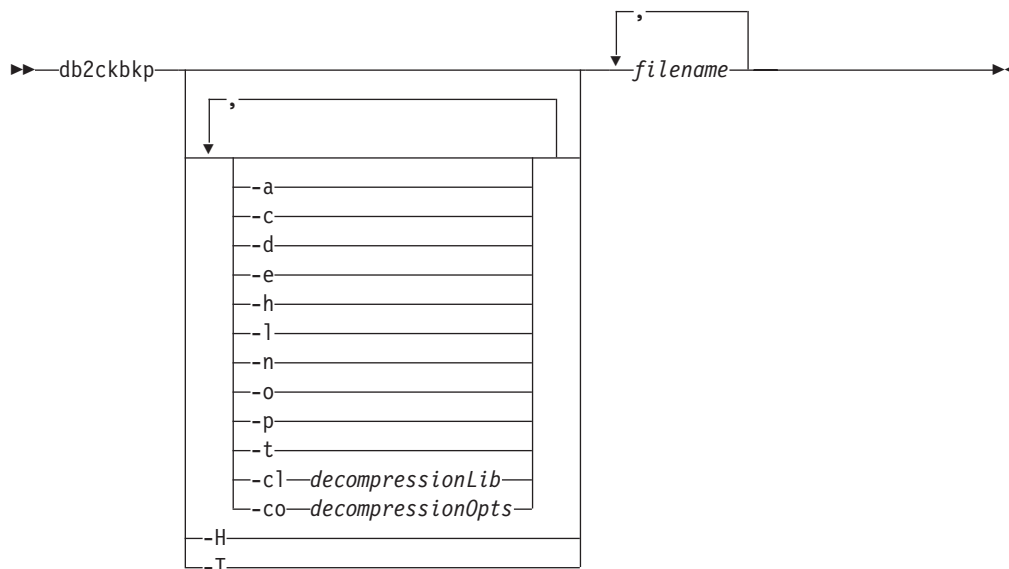 ,
db2ckbkp filename
,
-a
-c
-d
-e
-h
-l
-n
-o
-p
-t
-cl decompressionLib
-co decompressionOpts
-H
-T